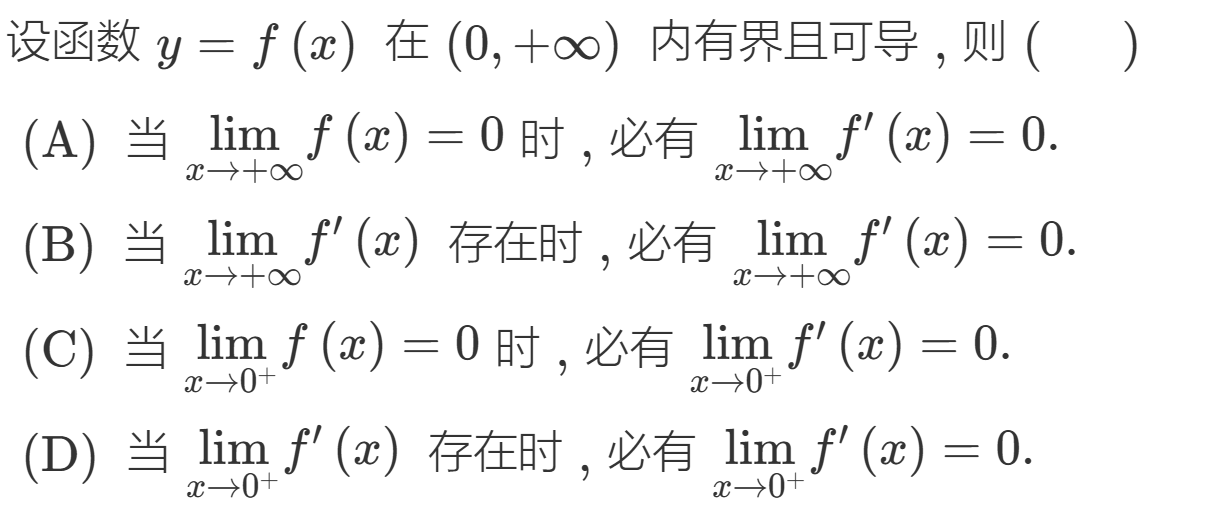 设函数 y = f (x) 在 (0, +∞) 内有界且可导 , 则 (    )
(A) 当 lim_{x→+∞} f (x) = 0 时 , 必有 lim_{x→+∞} f′ (x) = 0.
(B) 当 lim_{x→+∞} f′ (x) 存在时 , 必有 lim_{x→+∞} f′ (x) = 0.
(C) 当 lim_{x→0⁺} f (x) = 0 时 , 必有 lim_{x→0⁺} f′ (x) = 0.
(D) 当 lim_{x→0⁺} f′ (x) 存在时 , 必有 lim_{x→0⁺} f′ (x) = 0.